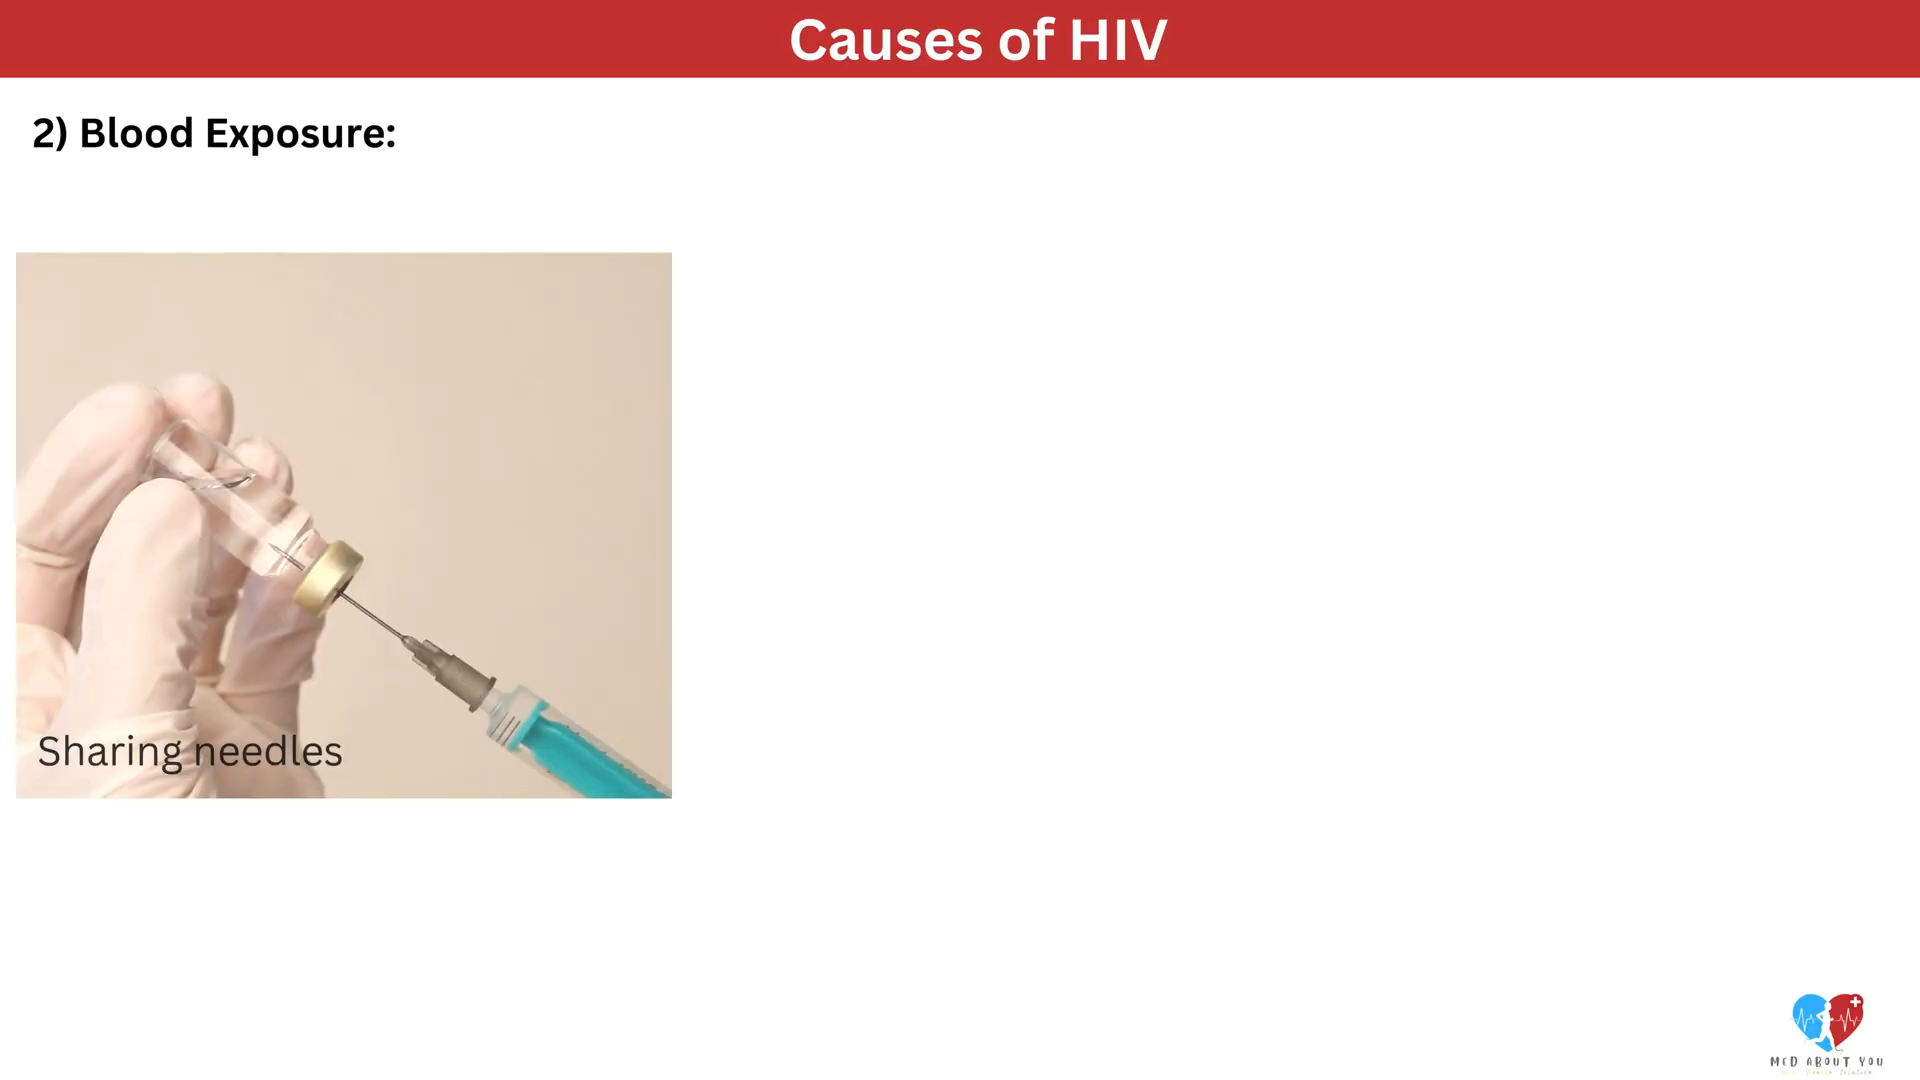 Causes of HIV
2) Blood Exposure:
Sharing needles
MED ABOUT YOU